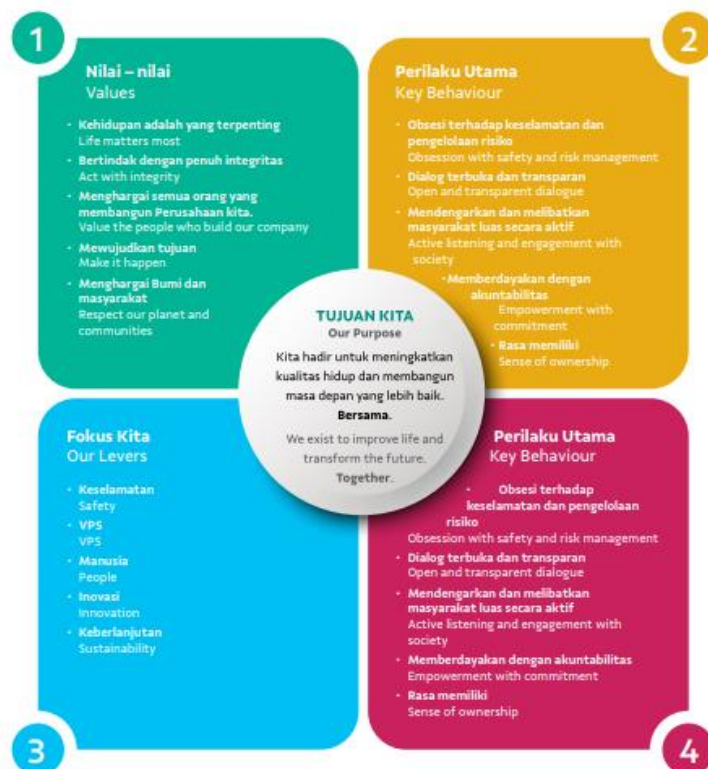 1
Nilai – nilai
Values
• Kehidupan adalah yang terpenting
Life matters most
• Bertindak dengan penuh integritas
Act with integrity
• Menghargai semua orang yang
membangun Perusahaan kita.
Value the people who build our company
• Mewujudkan tujuan
Make it happen
• Menghargai Bumi dan
masyarakat
Respect our planet and
communities
2
Perilaku Utama
Key Behaviour
• Obsesi terhadap keselamatan dan
pengelolaan risiko
Obsession with safety and risk management
• Dialog terbuka dan transparan
Open and transparent dialogue
• Mendengarkan dan melibatkan
masyarakat luas secara aktif
Active listening and engagement with
society
• Memberdayakan dengan
akuntabilitas
Empowerment with
commitment
• Rasa memiliki
Sense of ownership
TUJUAN KITA
Our Purpose
Kita hadir untuk meningkatkan
kualitas hidup dan membangun
masa depan yang lebih baik.
Bersama.
We exist to improve life and
transform the future.
Together.
Fokus Kita
Our Levers
• Keselamatan
Safety
• VPS
VPS
• Manusia
People
• Inovasi
Innovation
• Keberlanjutan
Sustainability
3
Perilaku Utama
Key Behaviour
• Obsesi terhadap
keselamatan dan pengelolaan
risiko
Obsession with safety and risk management
• Dialog terbuka dan transparan
Open and transparent dialogue
• Mendengarkan dan melibatkan
masyarakat luas secara aktif
Active listening and engagement with
society
• Memberdayakan dengan akuntabilitas
Empowerment with commitment
• Rasa memiliki
Sense of ownership
4